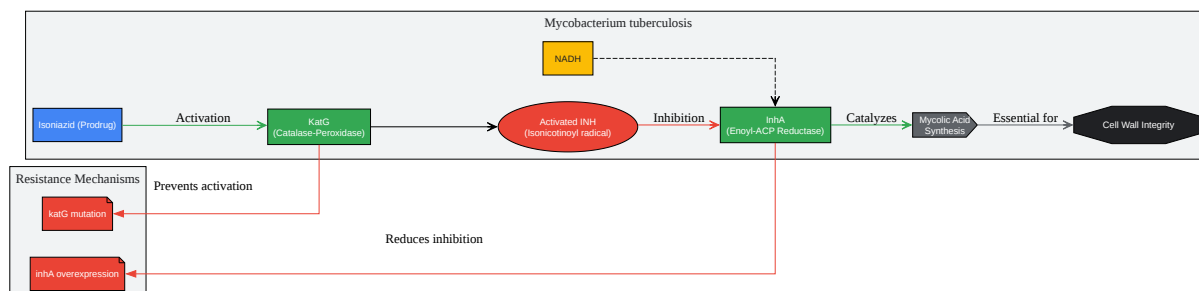 Mycobacterium tuberculosis
NADH
Isoniazid (Prodrug)
Activation
KatG
(Catalase-Peroxidase)
Activated INH
(Isonicotinoyl radical)
Inhibition
InhA
(Enoyl-ACP Reductase)
Catalyzes
Mycolic Acid
Synthesis
Essential for
Cell Wall Integrity
Resistance Mechanisms
Prevents activation
katG mutation
Reduces inhibition
inhA overexpression